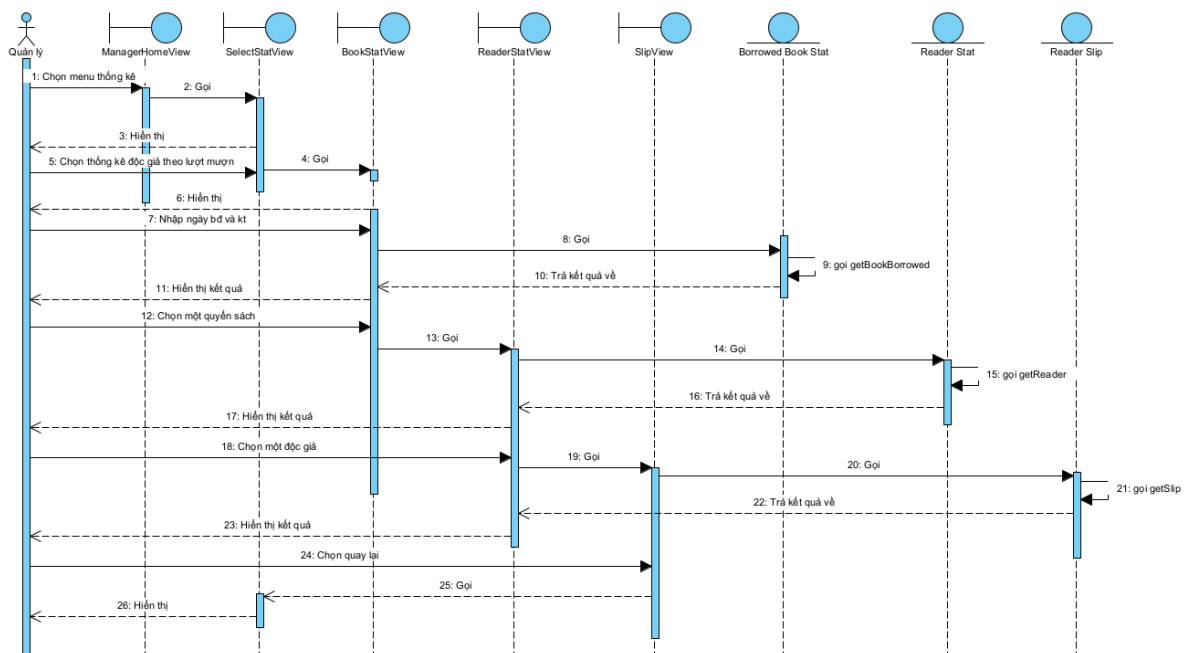 Quản lý
ManagerHomeView
SelectStatView
BookStatView
ReaderStatView
SlipView
Borrowed Book Stat
Reader Stat
Reader Slip
1: Chọn menu thống kê
2: Gọi
3: Hiển thị
5: Chọn thống kê độc giả theo lượt mượn
4: Gọi
6: Hiển thị
7: Nhập ngày bđ và kt
8: Gọi
9: gọi getBookBorrowed
10: Trả kết quả về
11: Hiển thị kết quả
12: Chọn một quyển sách
13: Gọi
14: Gọi
15: gọi getReader
16: Trả kết quả về
17: Hiển thị kết quả
18: Chọn một độc giả
19: Gọi
20: Gọi
21: gọi getSlip
22: Trả kết quả về
23: Hiển thị kết quả
24: Chọn quay lại
25: Gọi
26: Hiển thị